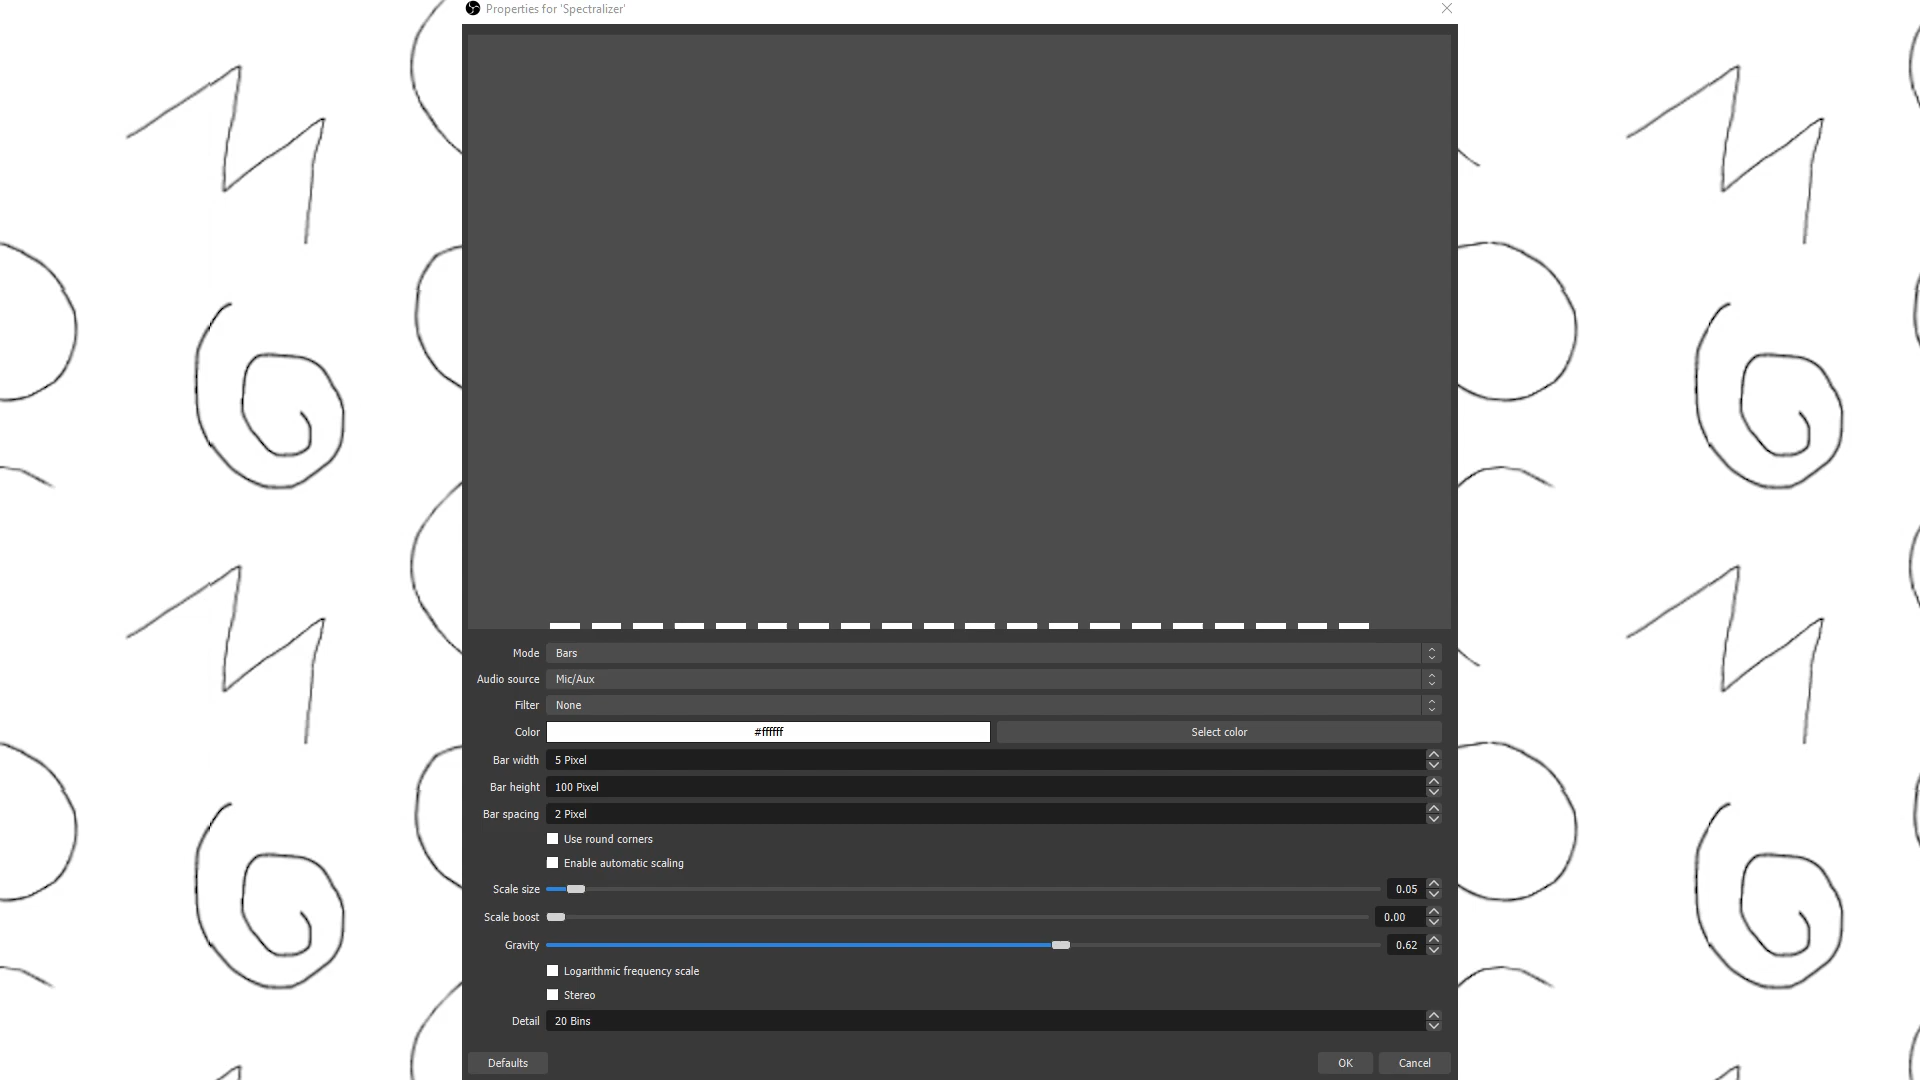 Properties for 'Spectralizer'
Mode Bars
Audio source Mic/Aux
Filter None
Color #ffffff Select color
Bar width 5 Pixel
Bar height 100 Pixel
Bar spacing 2 Pixel
Use round corners
Enable automatic scaling
Scale size 0.05
Scale boost 0.00
Gravity 0.62
Logarithmic frequency scale
Stereo
Detail 20 Bins
Defaults OK Cancel